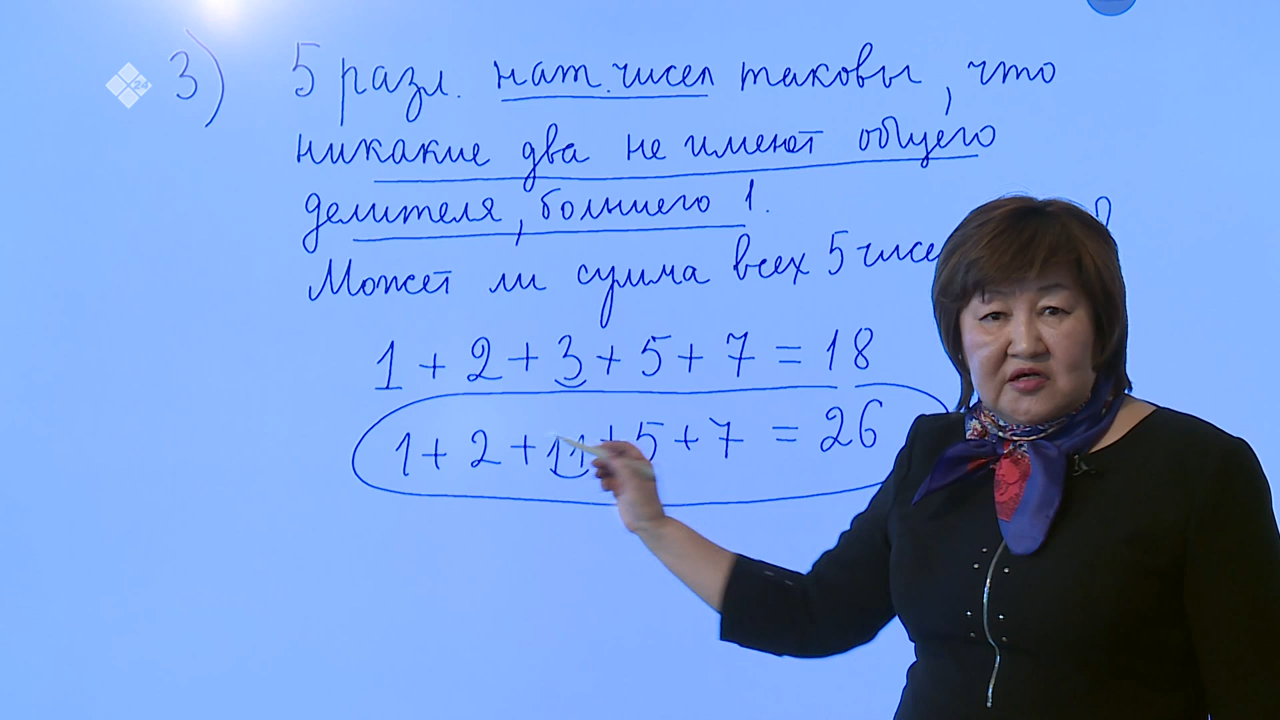 3) 5 разл. нат. чисел таковы, что
никакие два не имеют общего
делителя, большего 1.
Может ли сумма всех 5
1 + 2 + 3 + 5 + 7 = 18
1 + 2 + 11 + 5 + 7 = 26
24